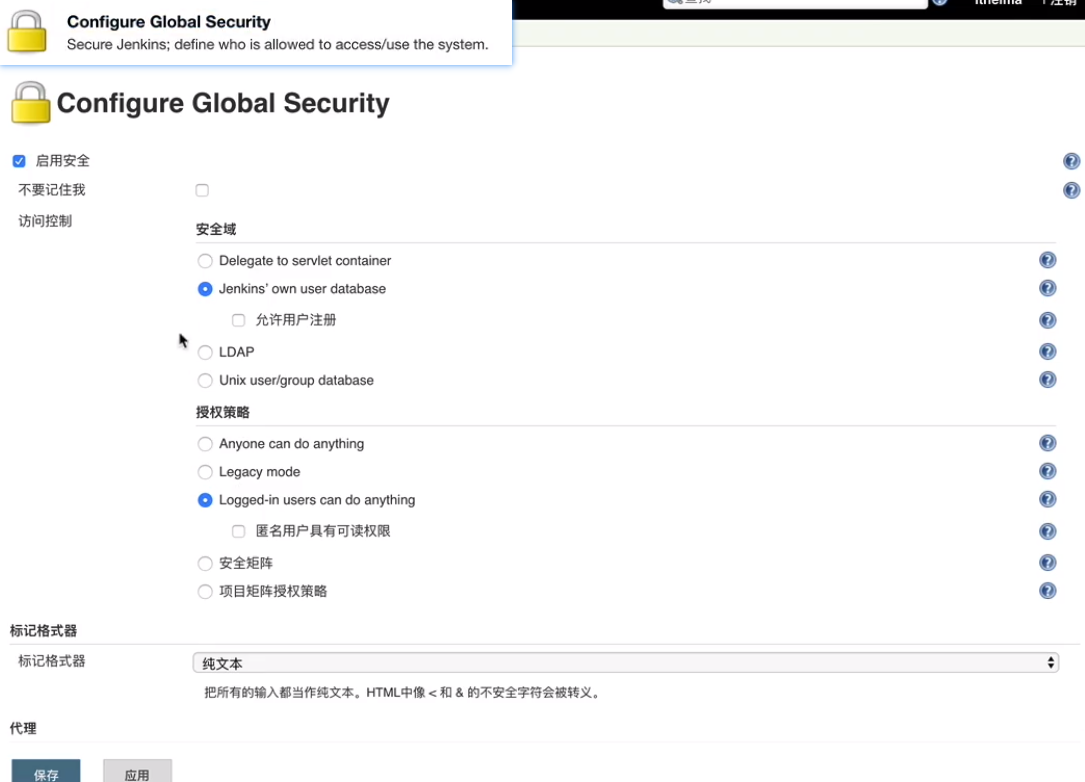 Configure Global Security
Secure Jenkins; define who is allowed to access/use the system.
查找
itheima
注销
Configure Global Security
启用安全
不要记住我
访问控制
安全域
Delegate to servlet container
Jenkins' own user database
允许用户注册
LDAP
Unix user/group database
授权策略
Anyone can do anything
Legacy mode
Logged-in users can do anything
匿名用户具有可读权限
安全矩阵
项目矩阵授权策略
标记格式器
标记格式器
纯文本
把所有的输入都当作纯文本。HTML中像 < 和 & 的不安全字符会被转义。
代理
保存
应用